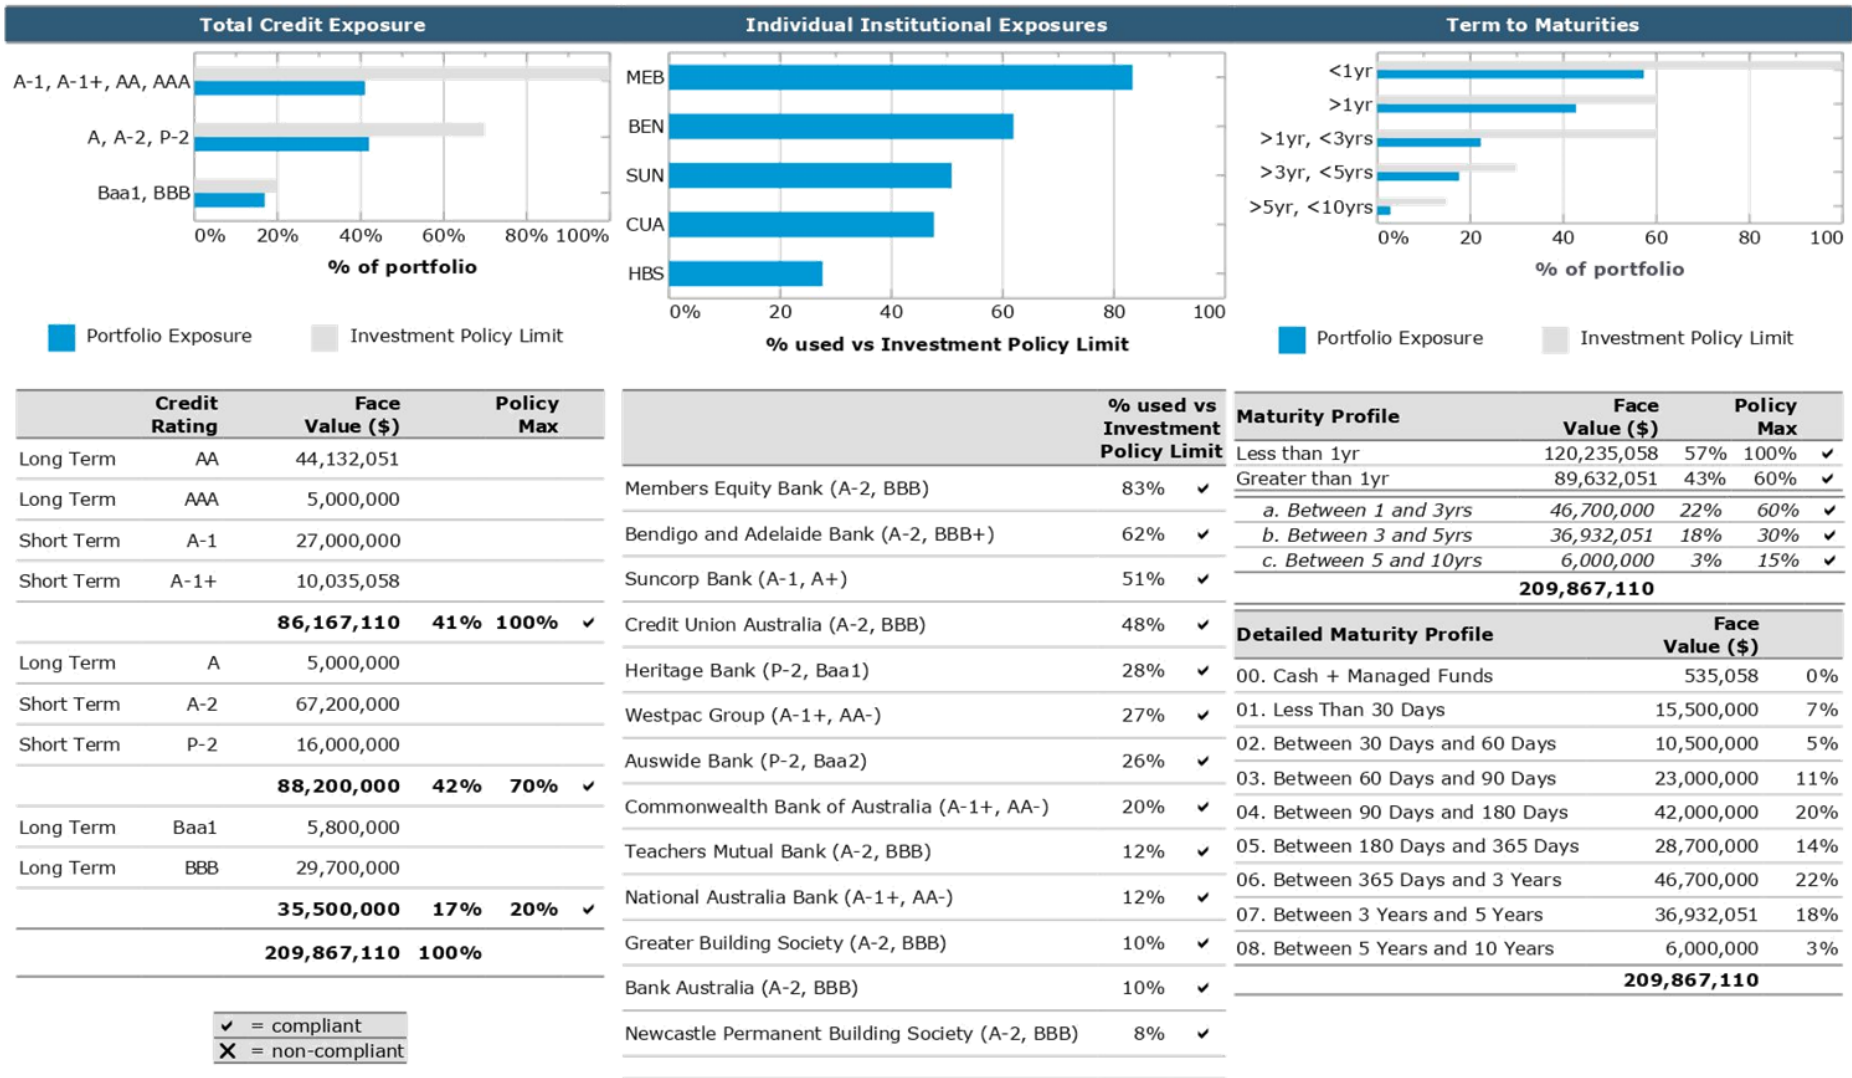 Total Credit Exposure
A-1, A-1+, AA, AAA
A, A-2, P-2
Baa1, BBB
0% 20% 40% 60% 80% 100%
% of portfolio
Portfolio Exposure Investment Policy Limit
Credit Rating Face Value ($) Policy Max
Long Term AA 44,132,051
Long Term AAA 5,000,000
Short Term A-1 27,000,000
Short Term A-1+ 10,035,058
86,167,110 41% 100% ✔
Long Term A 5,000,000
Short Term A-2 67,200,000
Short Term P-2 16,000,000
88,200,000 42% 70% ✔
Long Term Baa1 5,800,000
Long Term BBB 29,700,000
35,500,000 17% 20% ✔
209,867,110 100%
✔ = compliant
✘ = non-compliant
Individual Institutional Exposures
MEB
BEN
SUN
CUA
HBS
0% 20 40 60 80 100
% used vs Investment Policy Limit
% used vs
Investment
Policy Limit
Members Equity Bank (A-2, BBB) 83% ✔
Bendigo and Adelaide Bank (A-2, BBB+) 62% ✔
Suncorp Bank (A-1, A+) 51% ✔
Credit Union Australia (A-2, BBB) 48% ✔
Heritage Bank (P-2, Baa1) 28% ✔
Westpac Group (A-1+, AA-) 27% ✔
Auswide Bank (P-2, Baa2) 26% ✔
Commonwealth Bank of Australia (A-1+, AA-) 20% ✔
Teachers Mutual Bank (A-2, BBB) 12% ✔
National Australia Bank (A-1+, AA-) 12% ✔
Greater Building Society (A-2, BBB) 10% ✔
Bank Australia (A-2, BBB) 10% ✔
Newcastle Permanent Building Society (A-2, BBB) 8% ✔
Term to Maturities
<1yr
>1yr
>1yr, <3yrs
>3yr, <5yrs
>5yr, <10yrs
0% 20 40 60 80 100
% of portfolio
Portfolio Exposure Investment Policy Limit
Maturity Profile Face Value ($) Policy Max
Less than 1yr 120,235,058 57% 100% ✔
Greater than 1yr 89,632,051 43% 60% ✔
a. Between 1 and 3yrs 46,700,000 22% 60% ✔
b. Between 3 and 5yrs 36,932,051 18% 30% ✔
c. Between 5 and 10yrs 6,000,000 3% 15% ✔
209,867,110
Detailed Maturity Profile Face Value ($)
00. Cash + Managed Funds 535,058 0%
01. Less Than 30 Days 15,500,000 7%
02. Between 30 Days and 60 Days 10,500,000 5%
03. Between 60 Days and 90 Days 23,000,000 11%
04. Between 90 Days and 180 Days 42,000,000 20%
05. Between 180 Days and 365 Days 28,700,000 14%
06. Between 365 Days and 3 Years 46,700,000 22%
07. Between 3 Years and 5 Years 36,932,051 18%
08. Between 5 Years and 10 Years 6,000,000 3%
209,867,110